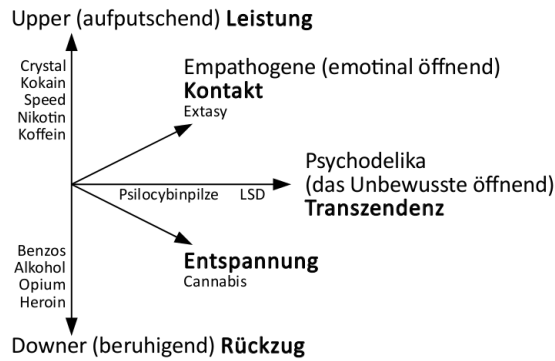 Upper (aufputschend) Leistung
Crystal
Kokain
Speed
Nikotin
Koffein
Empathogene (emotinal öffnend)
Kontakt
Extasy
Psychodelika
(das Unbewusste öffnend)
Transzendenz
Psilocybinpilze LSD
Entspannung
Cannabis
Benzos
Alkohol
Opium
Heroin
Downer (beruhigend) Rückzug